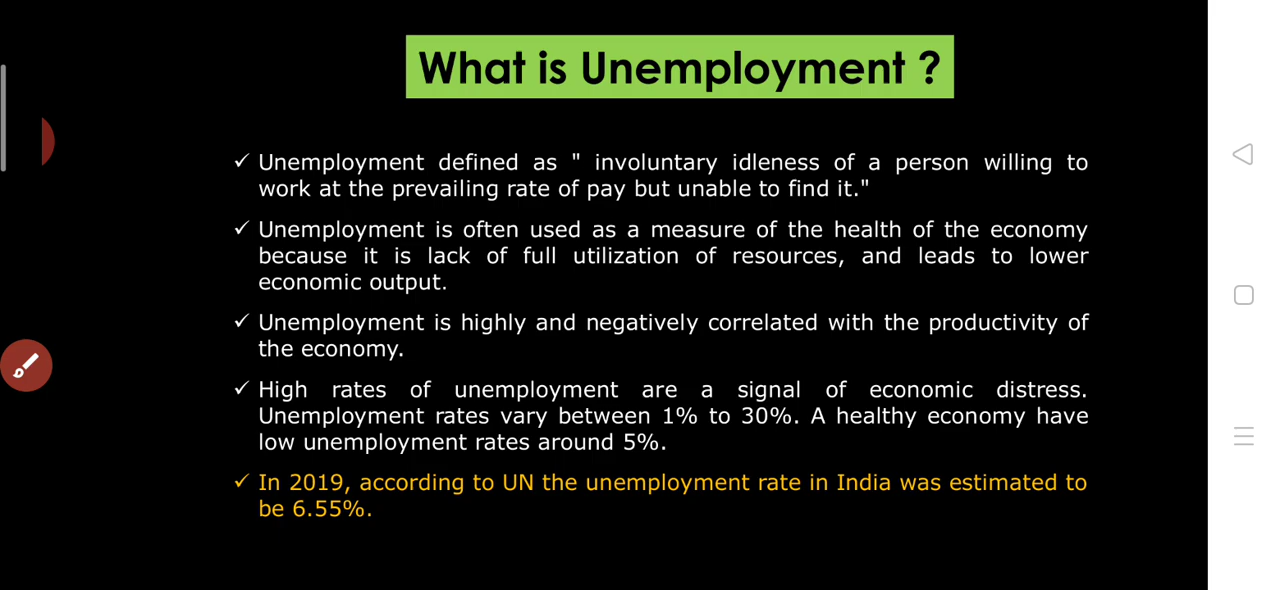 What is Unemployment ?
✓ Unemployment defined as " involuntary idleness of a person willing to
work at the prevailing rate of pay but unable to find it."
✓ Unemployment is often used as a measure of the health of the economy
because it is lack of full utilization of resources, and leads to lower
economic output.
✓ Unemployment is highly and negatively correlated with the productivity of
the economy.
✓ High rates of unemployment are a signal of economic distress.
Unemployment rates vary between 1% to 30%. A healthy economy have
low unemployment rates around 5%.
✓ In 2019, according to UN the unemployment rate in India was estimated to
be 6.55%.